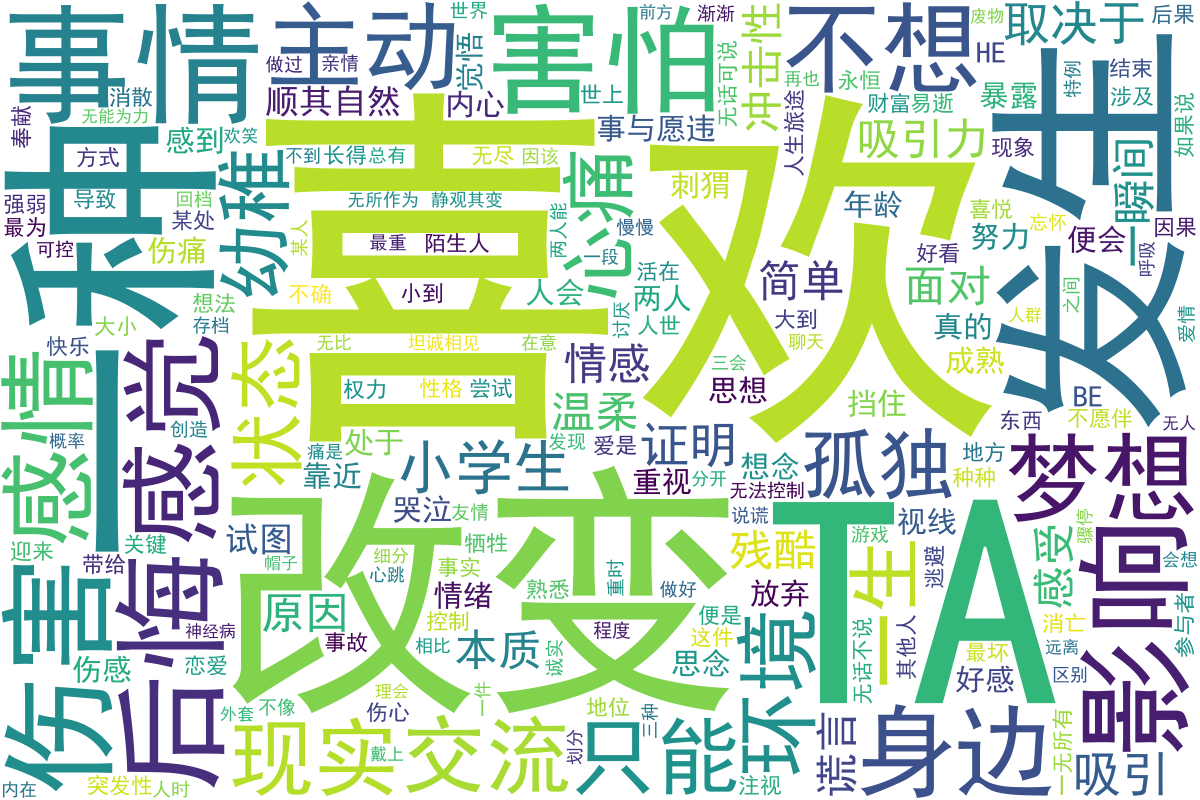 事情
主动
世界
觉悟
害怕
前方
渐渐
不想
废物
取决于
后果
做过
亲情
HE
消散
无能为力
奉献
顺其自然
内心
世上
无话可说
冲击性
再也
永恒
财富易逝
暴露
特例
结束
涉及
如果说
一种
感到
欢笑
喜欢
事与愿违
人生旅途
吸引力
现象
发生
一瞬间
方式
幼稚
不到
长得
总有
无尽
因该
心痛
刺猬
导致
回档
无所作为
静观其变
年龄
喜悦
忘怀
强弱
最为
某处
某人
最重
陌生人
两人能
慢慢
努力
便会
因果
可控
伤痛
一段
好看
呼吸
想法
不确
小到
人会
活在
两人
简单
面对
之间
大小
存档
讨厌
人世
大到
真的
人群
爱情
快乐
无比
坦诚相见
在意
情感
三会
聊天
成熟
感情
感觉
状态
权力
性格
尝试
思想
挡住
BE
不愿伴
东西
温柔
创造
概率
痛是
处于
发现
爱是
证明
孤独
梦想
无人
靠近
小学生
重视
想念
地方
分开
无法控制
种种
影响
迎来
关键
带给
帽子
试图
哭泣
友情
牺牲
说谎
视线
骤停
会想
伤害
后悔
改变
细分
心跳
事实
熟悉
重时
做好
残酷
TA
游戏
一生
逃避
感受
参与者
神经病
原因
情绪
控制
便是
放弃
这件
消亡
事故
相比
本质
诚实
程度
环境
无话不说
其他人
最坏
远离
伤感
恋爱
思念
好感
区别
理会
外套
不像
伤心
一件
地位
三种
一无所有
现实
交流
只能
谎言
身边
吸引
内在
突发性
人时
戴上
划分
注视